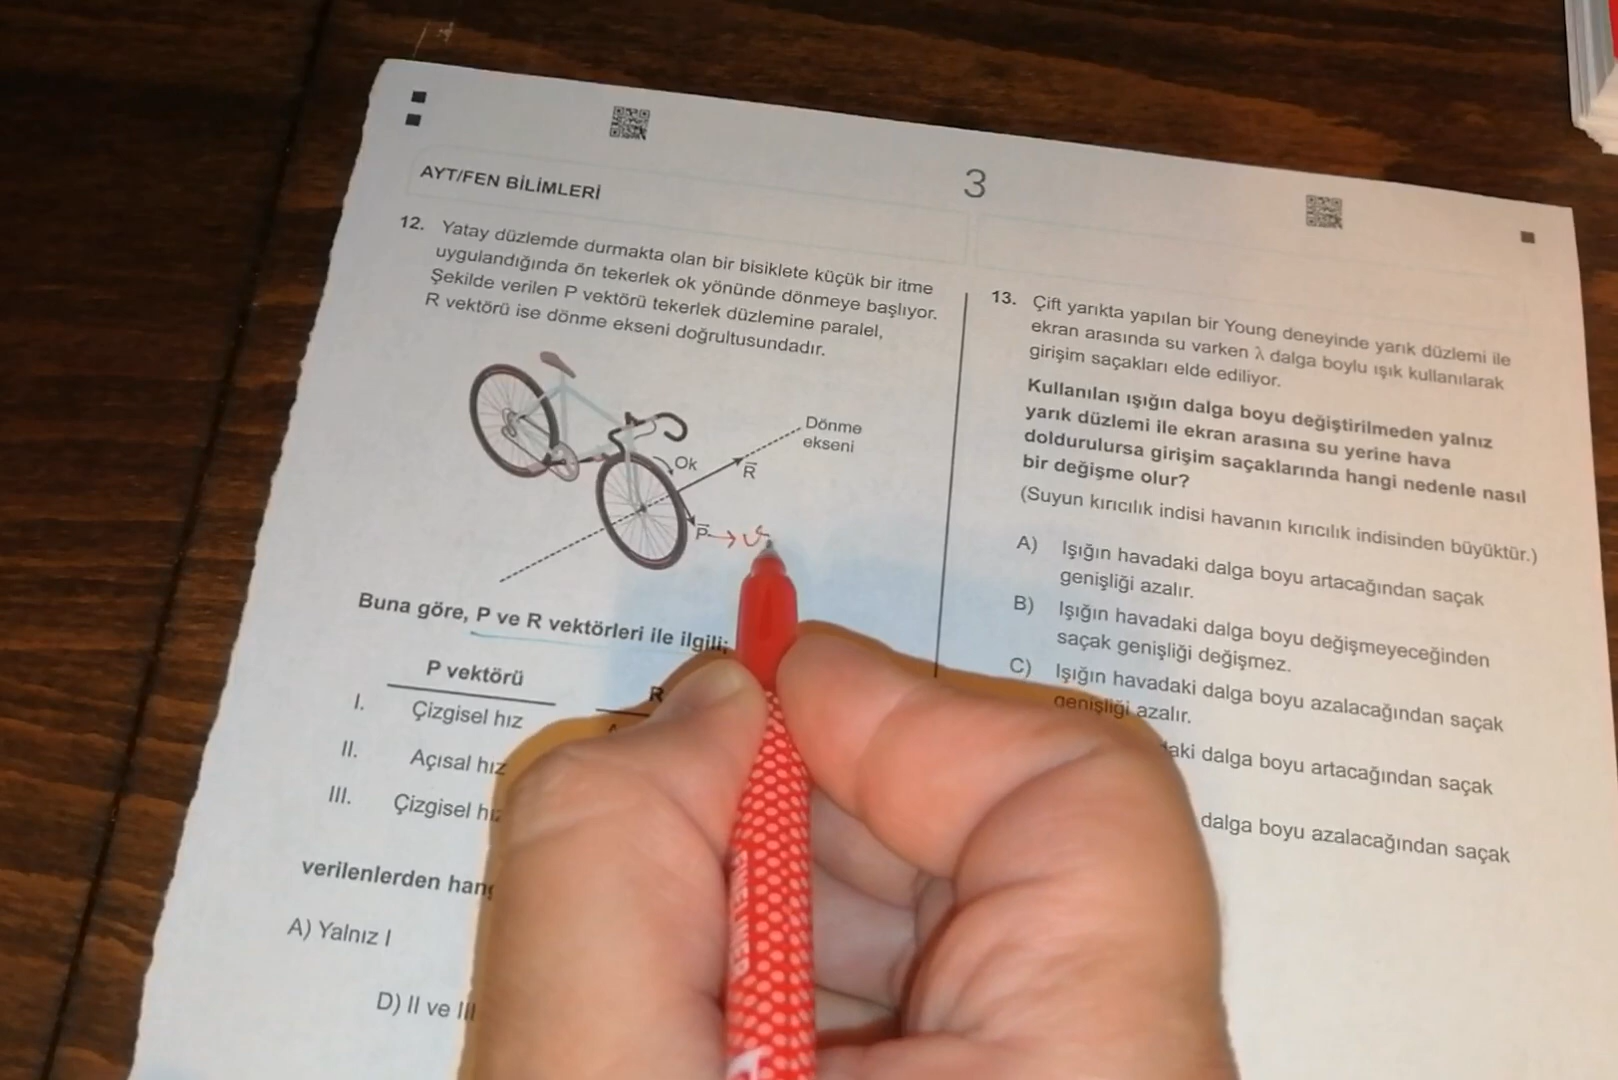 3
AYT/FEN BİLİMLERİ
12. Yatay düzlemde durmakta olan bir bisiklete küçük bir itme
uygulandığında ön tekerlek ok yönünde dönmeye başlıyor.
Şekilde verilen P vektörü tekerlek düzlemine paralel,
R vektörü ise dönme ekseni doğrultusundadır.
Dönme
ekseni
Ok
R
P → ϑ
Buna göre, P ve R vektörleri ile ilgili;
P vektörü
R
I. Çizgisel hız
II. Açısal hız
III. Çizgisel hız
verilenlerden
A) Yalnız I
D) II ve III
13. Çift yarıkta yapılan bir Young deneyinde yarık düzlemi ile
ekran arasında su varken λ dalga boylu ışık kullanılarak
girişim saçakları elde ediliyor.
Kullanılan ışığın dalga boyu değiştirilmeden yalnız
yarık düzlemi ile ekran arasına su yerine hava
doldurulursa girişim saçaklarında hangi nedenle nasıl
bir değişme olur?
(Suyun kırıcılık indisi havanın kırıcılık indisinden büyüktür.)
A) Işığın havadaki dalga boyu artacağından saçak
genişliği azalır.
B) Işığın havadaki dalga boyu değişmeyeceğinden
saçak genişliği değişmez.
C) Işığın havadaki dalga boyu azalacağından saçak
genişliği azalır.
dalga boyu artacağından saçak
dalga boyu azalacağından saçak